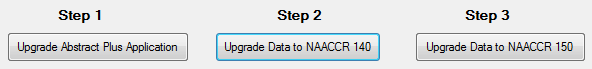 Step 1 Step 2 Step 3
Upgrade Abstract Plus Application Upgrade Data to NAACCR 140 Upgrade Data to NAACCR 150